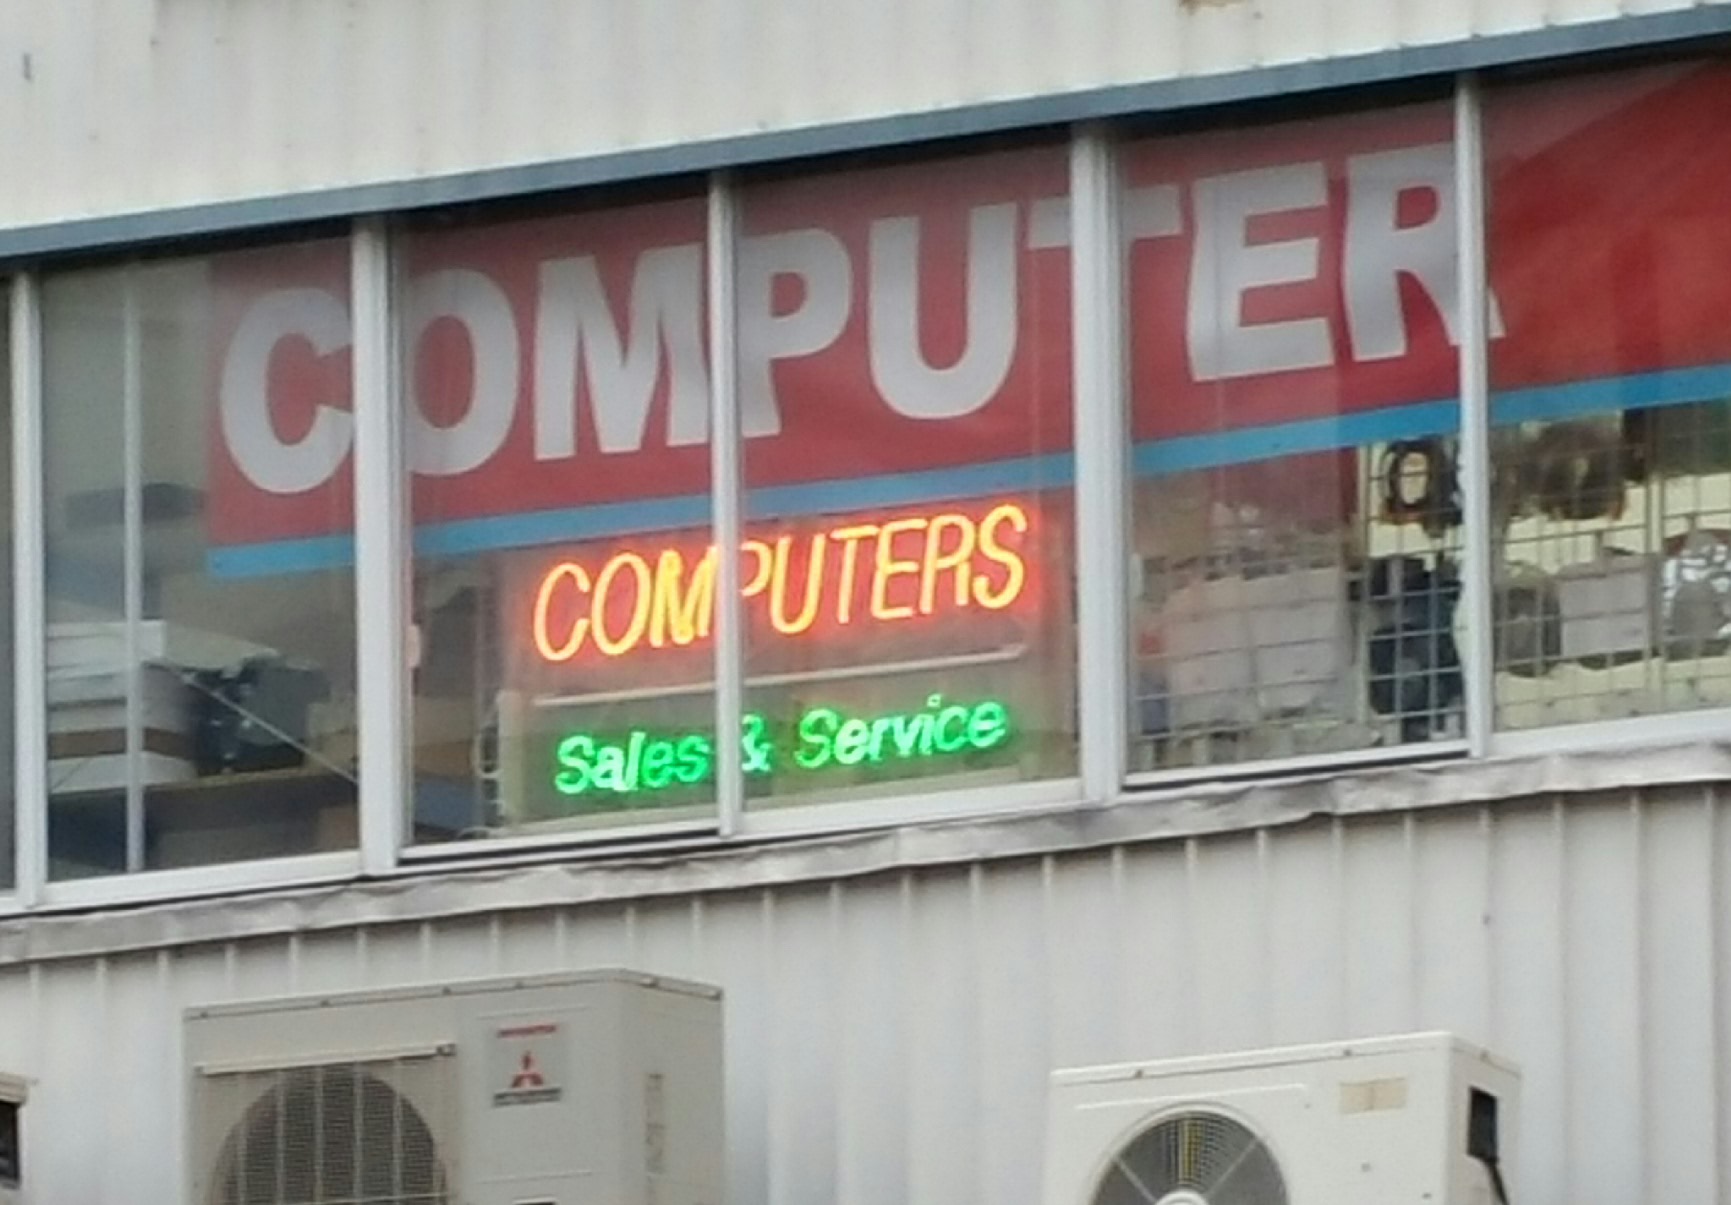 COMPUTER
COMPUTERS
Sales & Service